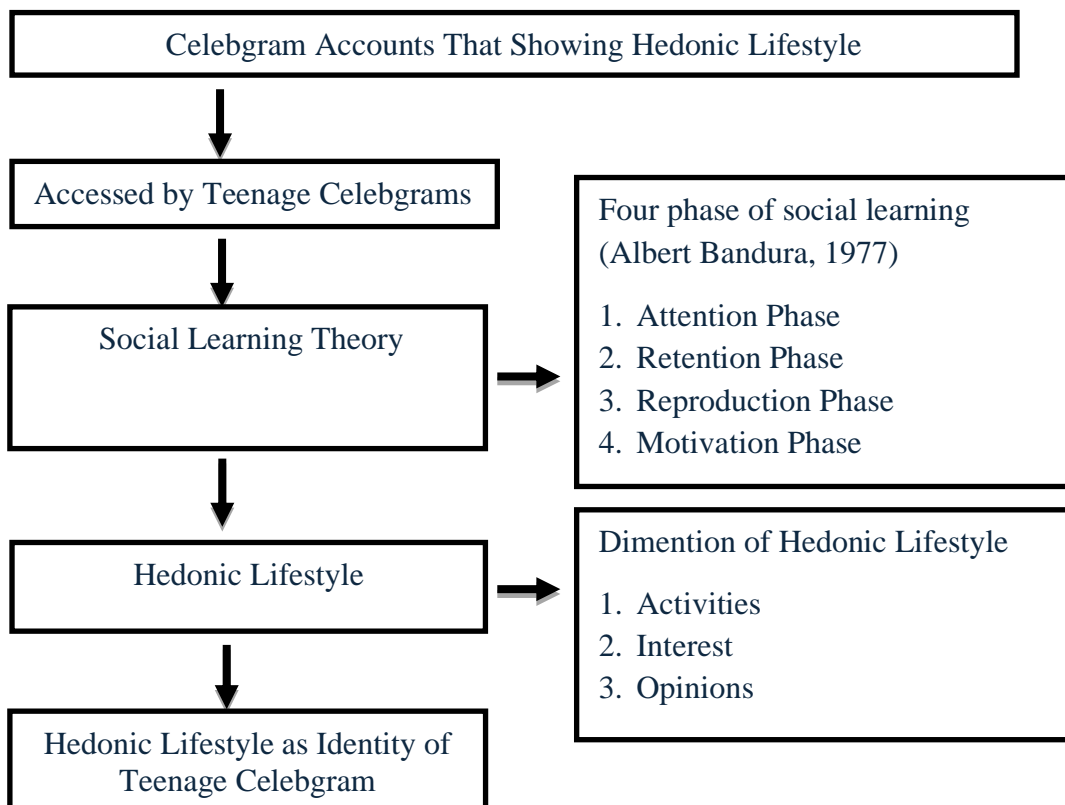 Celebgram Accounts That Showing Hedonic Lifestyle
Accessed by Teenage Celebgrams
Social Learning Theory
Four phase of social learning
(Albert Bandura, 1977)
1. Attention Phase
2. Retention Phase
3. Reproduction Phase
4. Motivation Phase
Hedonic Lifestyle
Dimention of Hedonic Lifestyle
1. Activities
2. Interest
3. Opinions
Hedonic Lifestyle as Identity of
Teenage Celebgram